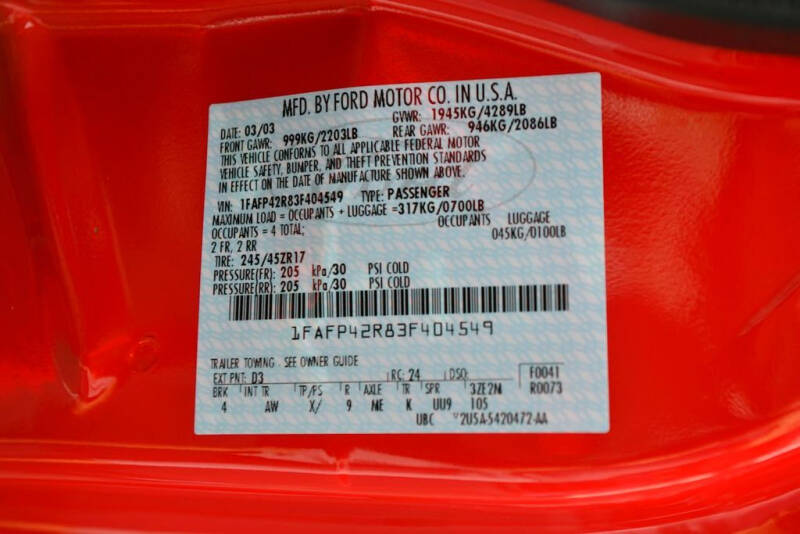 MFD. BY FORD MOTOR CO. IN U.S.A.
DATE: 03/03 GVWR: 1945KG/4289LB
FRONT GAWR: 999KG/2203LB REAR GAWR: 946KG/2086LB
THIS VEHICLE CONFORMS TO ALL APPLICABLE FEDERAL MOTOR
VEHICLE SAFETY, BUMPER, AND THEFT PREVENTION STANDARDS
IN EFFECT ON THE DATE OF MANUFACTURE SHOWN ABOVE.
VIN: 1FAFP42R83F404549 TYPE: PASSENGER
MAXIMUM LOAD = OCCUPANTS + LUGGAGE =317KG/0700LB
OCCUPANTS = 4 TOTAL; OCCUPANTS LUGGAGE
2 FR, 2 RR 045KG/0100LB
TIRE: 245/45ZR17
PRESSURE(FR) 205 kPa/30 PSI COLD
PRESSURE(RR) 205 kPa/30 PSI COLD
1FAFP42R83F404549
TRAILER TOWING - SEE OWNER GUIDE
EXT PNT: D3 RC: 24 DSO: F0041
BRK INT TR TP/PS R AXLE TR SPR 3ZE2M R0073
4 AW X/ 9 ME K UU9 105
UBC 2U5A-5420472-AA